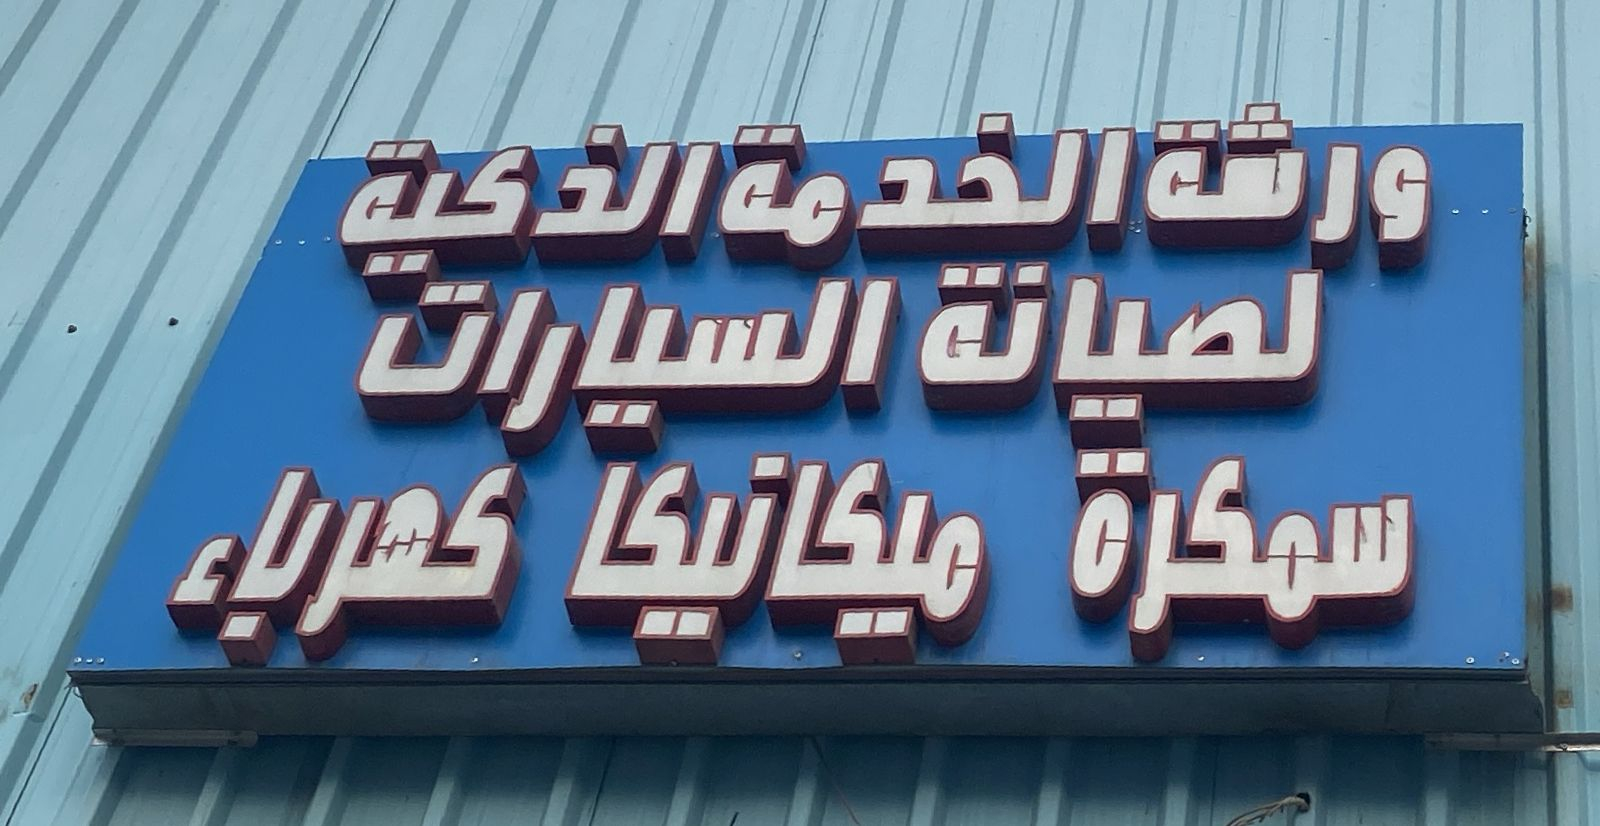 ورشة الخدمة الذكية
لصيانة السيارات
سمكرة ميكانيكا كهرباء